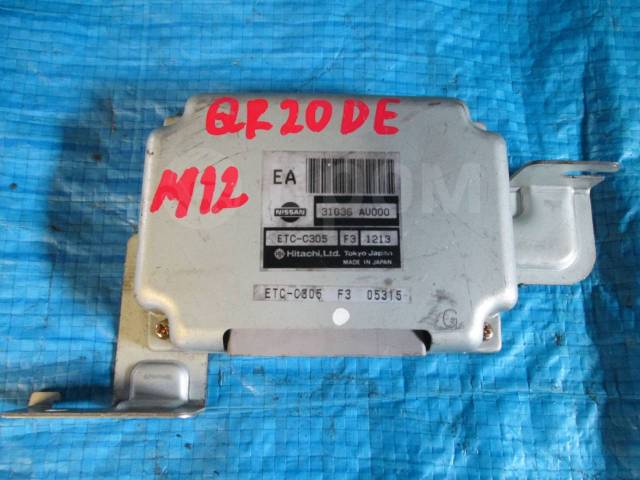 QR20DE
M12
EA
NISSAN
31036 AU000
ETC-C305 F3 1213
Hitachi, Ltd. Tokyo Japan
MADE IN JAPAN
ETC-C305 F3 05315
G